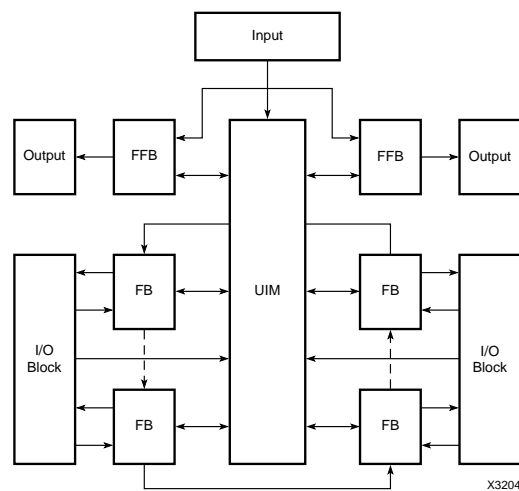 Input
Output
FFB
FFB
Output
FB
UIM
FB
I/O
Block
I/O
Block
FB
FB
X3204